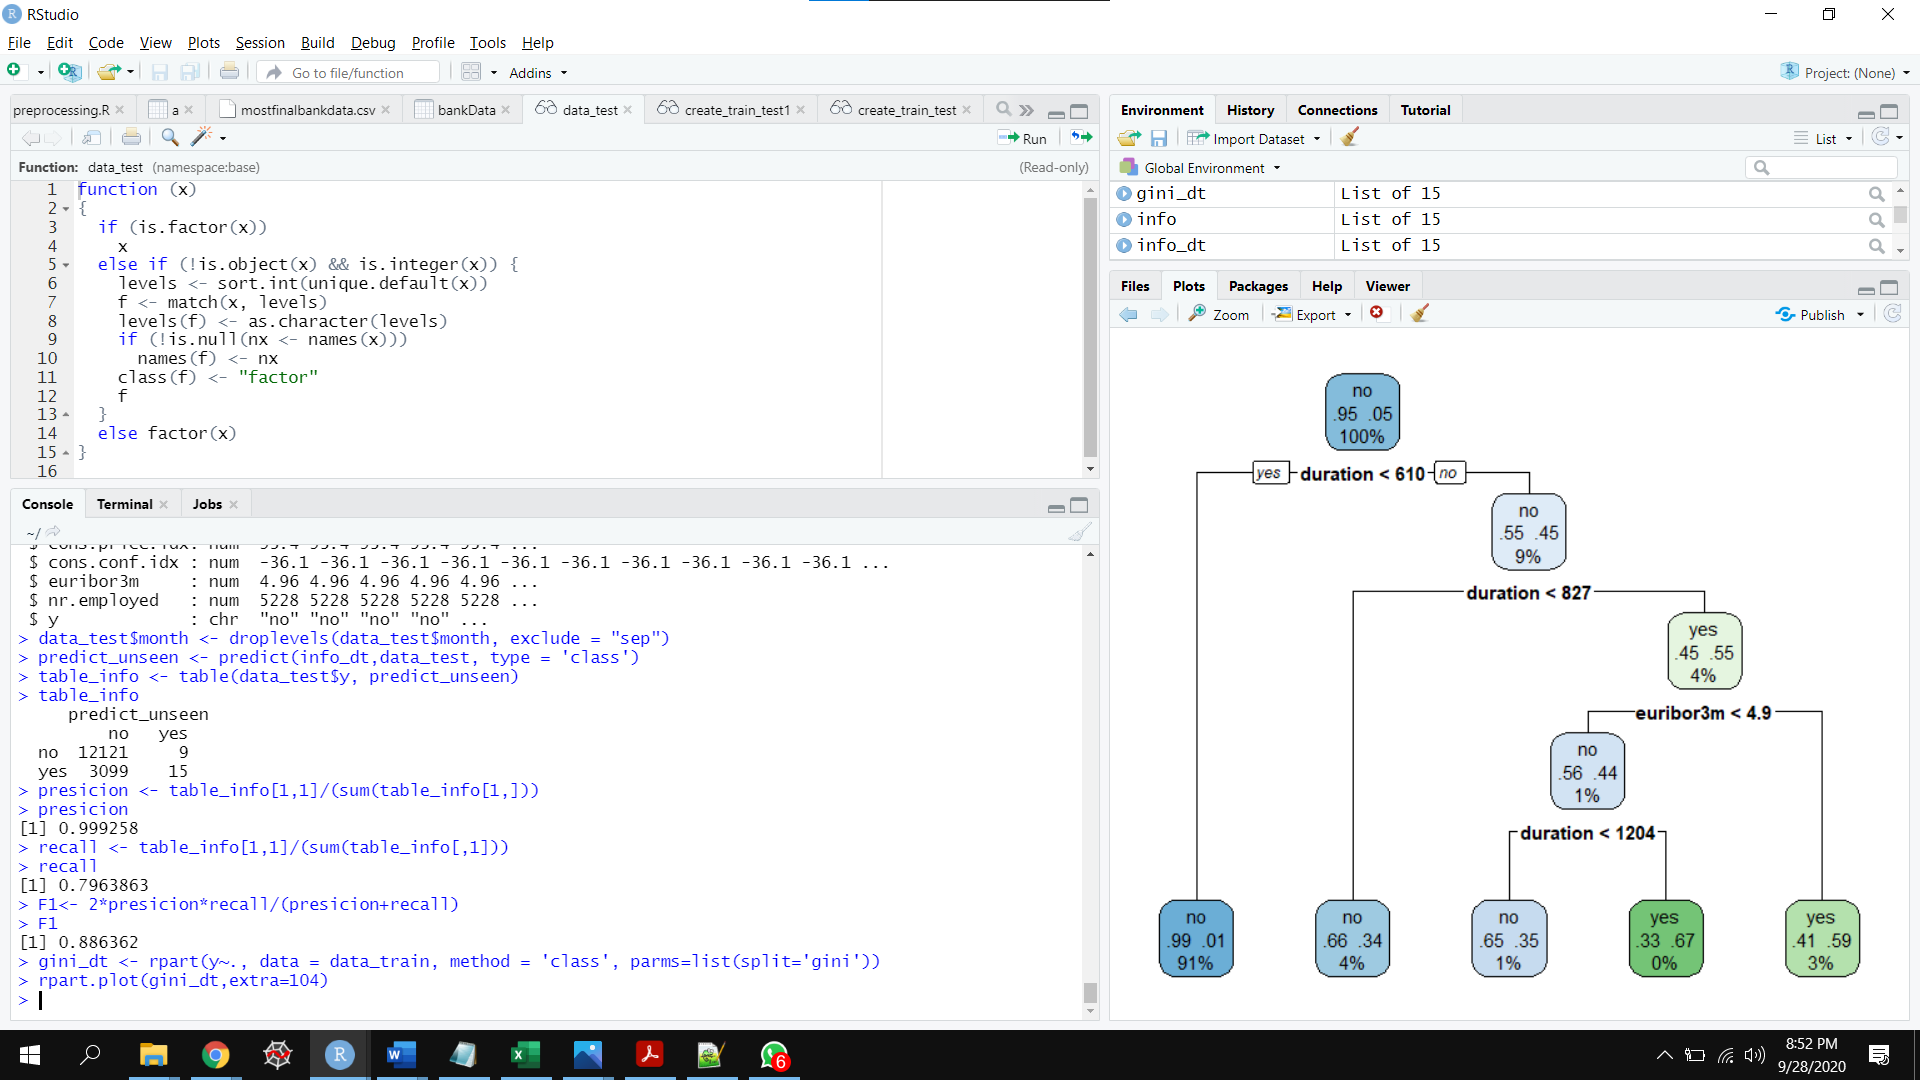 RStudio
File Edit Code View Plots Session Build Debug Profile Tools Help
Go to file/function Addins Project: (None)
preprocessing.R a mostfinalbankdata.csv bankData data_test create_train_test1 create_train_test
Run
Function: data_test (namespace:base) (Read-only)
1 function (x)
2 {
3 if (is.factor(x))
4 x
5 else if (!is.object(x) && is.integer(x)) {
6 levels <- sort.int(unique.default(x))
7 f <- match(x, levels)
8 levels(f) <- as.character(levels)
9 if (!is.null(nx <- names(x)))
10 names(f) <- nx
11 class(f) <- "factor"
12 f
13 }
14 else factor(x)
15 }
16
Console Terminal Jobs
~/
$ cons.price.idx: num 93.4 93.4 93.4 93.4 93.4 ...
$ cons.conf.idx : num -36.1 -36.1 -36.1 -36.1 -36.1 -36.1 -36.1 -36.1 -36.1 -36.1 ...
$ euribor3m : num 4.96 4.96 4.96 4.96 4.96 ...
$ nr.employed : num 5228 5228 5228 5228 5228 ...
$ y : chr "no" "no" "no" "no" ...
> data_test$month <- droplevels(data_test$month, exclude = "sep")
> predict_unseen <- predict(info_dt,data_test, type = 'class')
> table_info <- table(data_test$y, predict_unseen)
> table_info
predict_unseen
no yes
no 12121 9
yes 3099 15
> presicion <- table_info[1,1]/(sum(table_info[1,]))
> presicion
[1] 0.999258
> recall <- table_info[1,1]/(sum(table_info[,1]))
> recall
[1] 0.7963863
> F1<- 2*presicion*recall/(presicion+recall)
> F1
[1] 0.886362
> gini_dt <- rpart(y~., data = data_train, method = 'class', parms=list(split='gini'))
> rpart.plot(gini_dt,extra=104)
>
Environment History Connections Tutorial
Import Dataset List
Global Environment
gini_dt List of 15
info List of 15
info_dt List of 15
Files Plots Packages Help Viewer
Zoom Export Publish
no
.95 .05
100%
yes duration < 610 no
no
.55 .45
9%
duration < 827
yes
.45 .55
4%
euribor3m < 4.9
no
.56 .44
1%
duration < 1204
no
.99 .01
91%
no
.66 .34
4%
no
.65 .35
1%
yes
.33 .67
0%
yes
.41 .59
3%
6
8:52 PM
9/28/2020